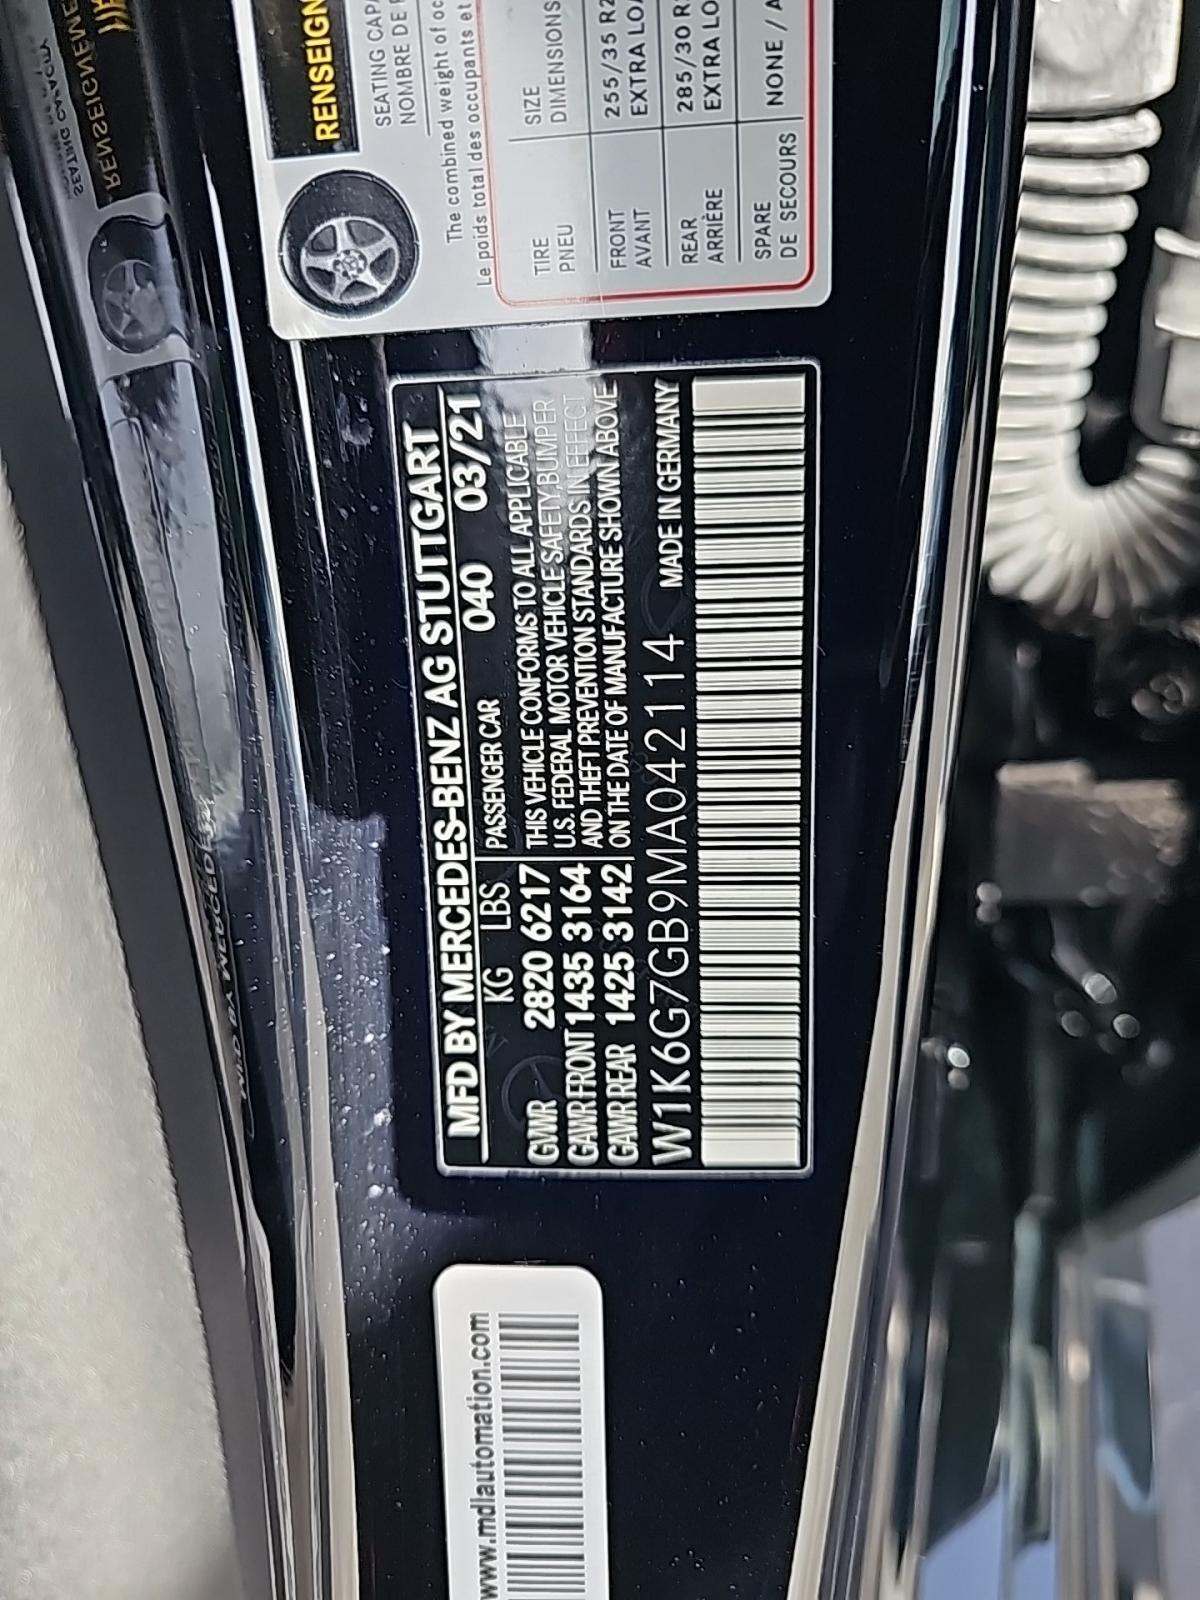 MFD BY MERCEDES-BENZ AG STUTTGART
KG LBS PASSENGER CAR 040 03/21
GVWR 2820 6217 THIS VEHICLE CONFORMS TO ALL APPLICABLE
GAWR FRONT 1435 3164 U.S. FEDERAL MOTOR VEHICLE SAFETY, BUMPER
GAWR REAR 1425 3142 AND THEFT PREVENTION STANDARDS IN EFFECT
ON THE DATE OF MANUFACTURE SHOWN ABOVE
W1K6G7GB9MA042114 MADE IN GERMANY
RENSEIGN
SEATING CAPA
NOMBRE DE
The combined weight of oc
Le poids total des occupants et
TIRE SIZE
PNEU DIMENSIONS
FRONT 255/35 R2
AVANT EXTRA LOA
REAR 285/30 R
ARRIÈRE EXTRA LO
SPARE NONE / A
DE SECOURS
www.mdlautomation.com